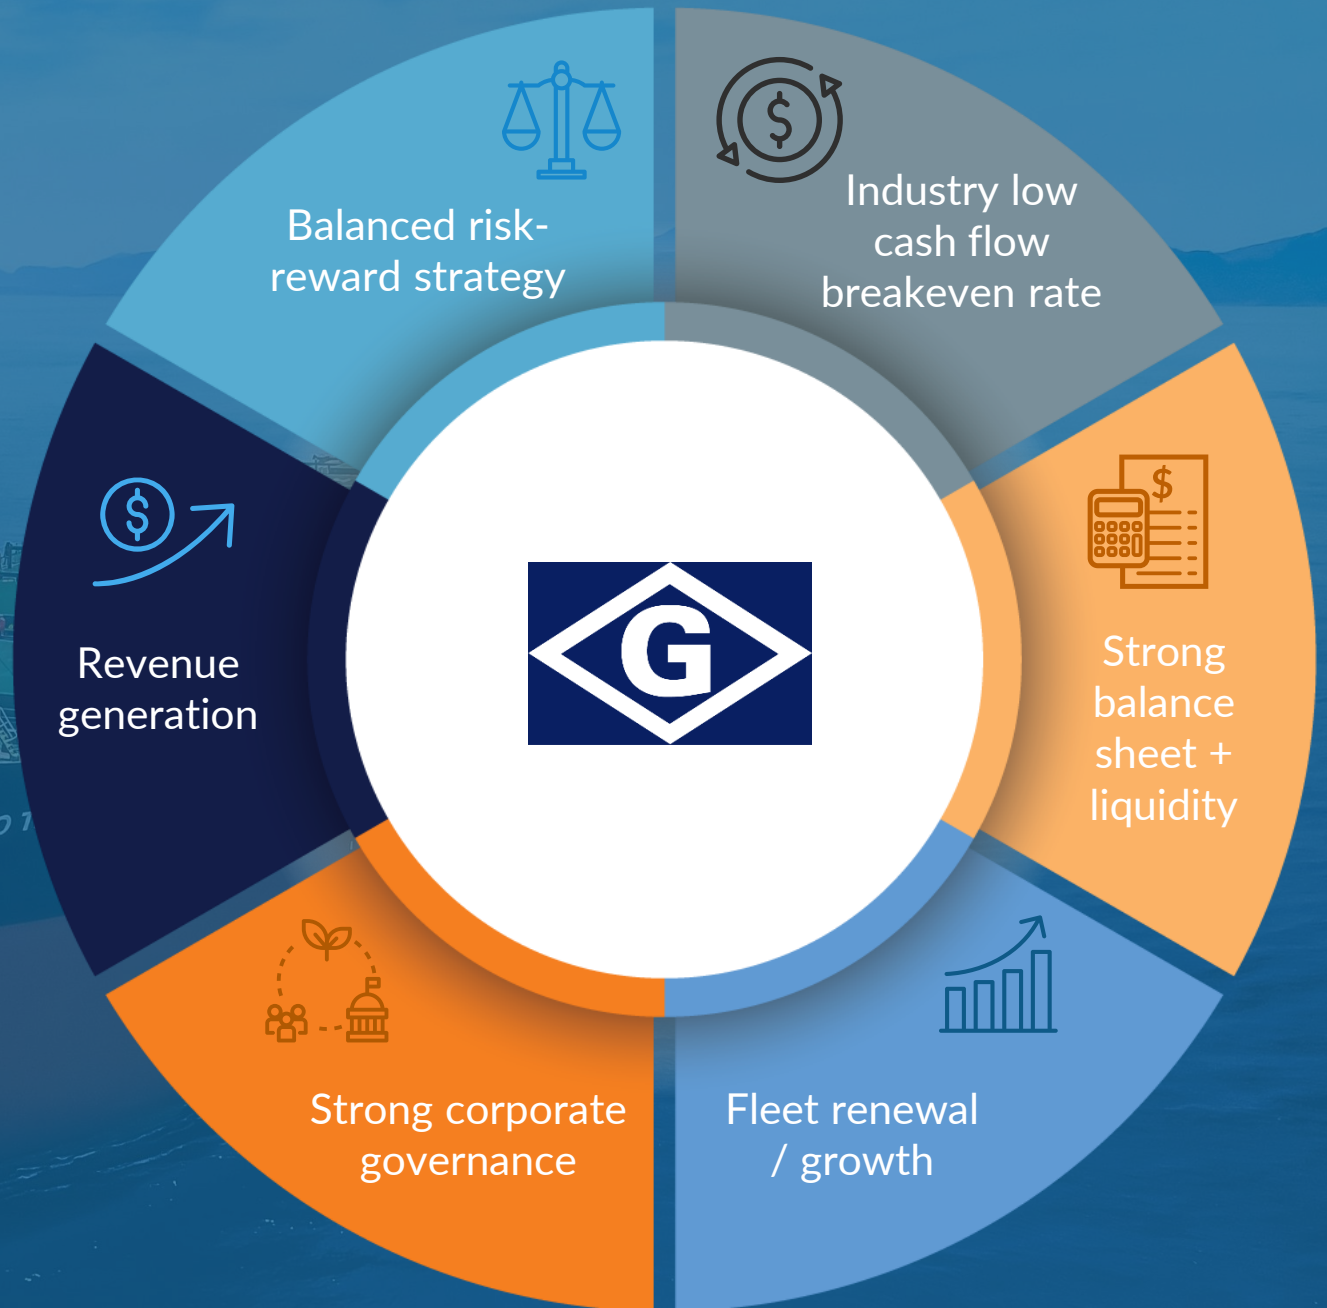 Balanced risk-
reward strategy
$
Industry low
cash flow
breakeven rate
$
Strong
balance
sheet +
liquidity
Fleet renewal
/ growth
Strong corporate
governance
$
Revenue
generation
G